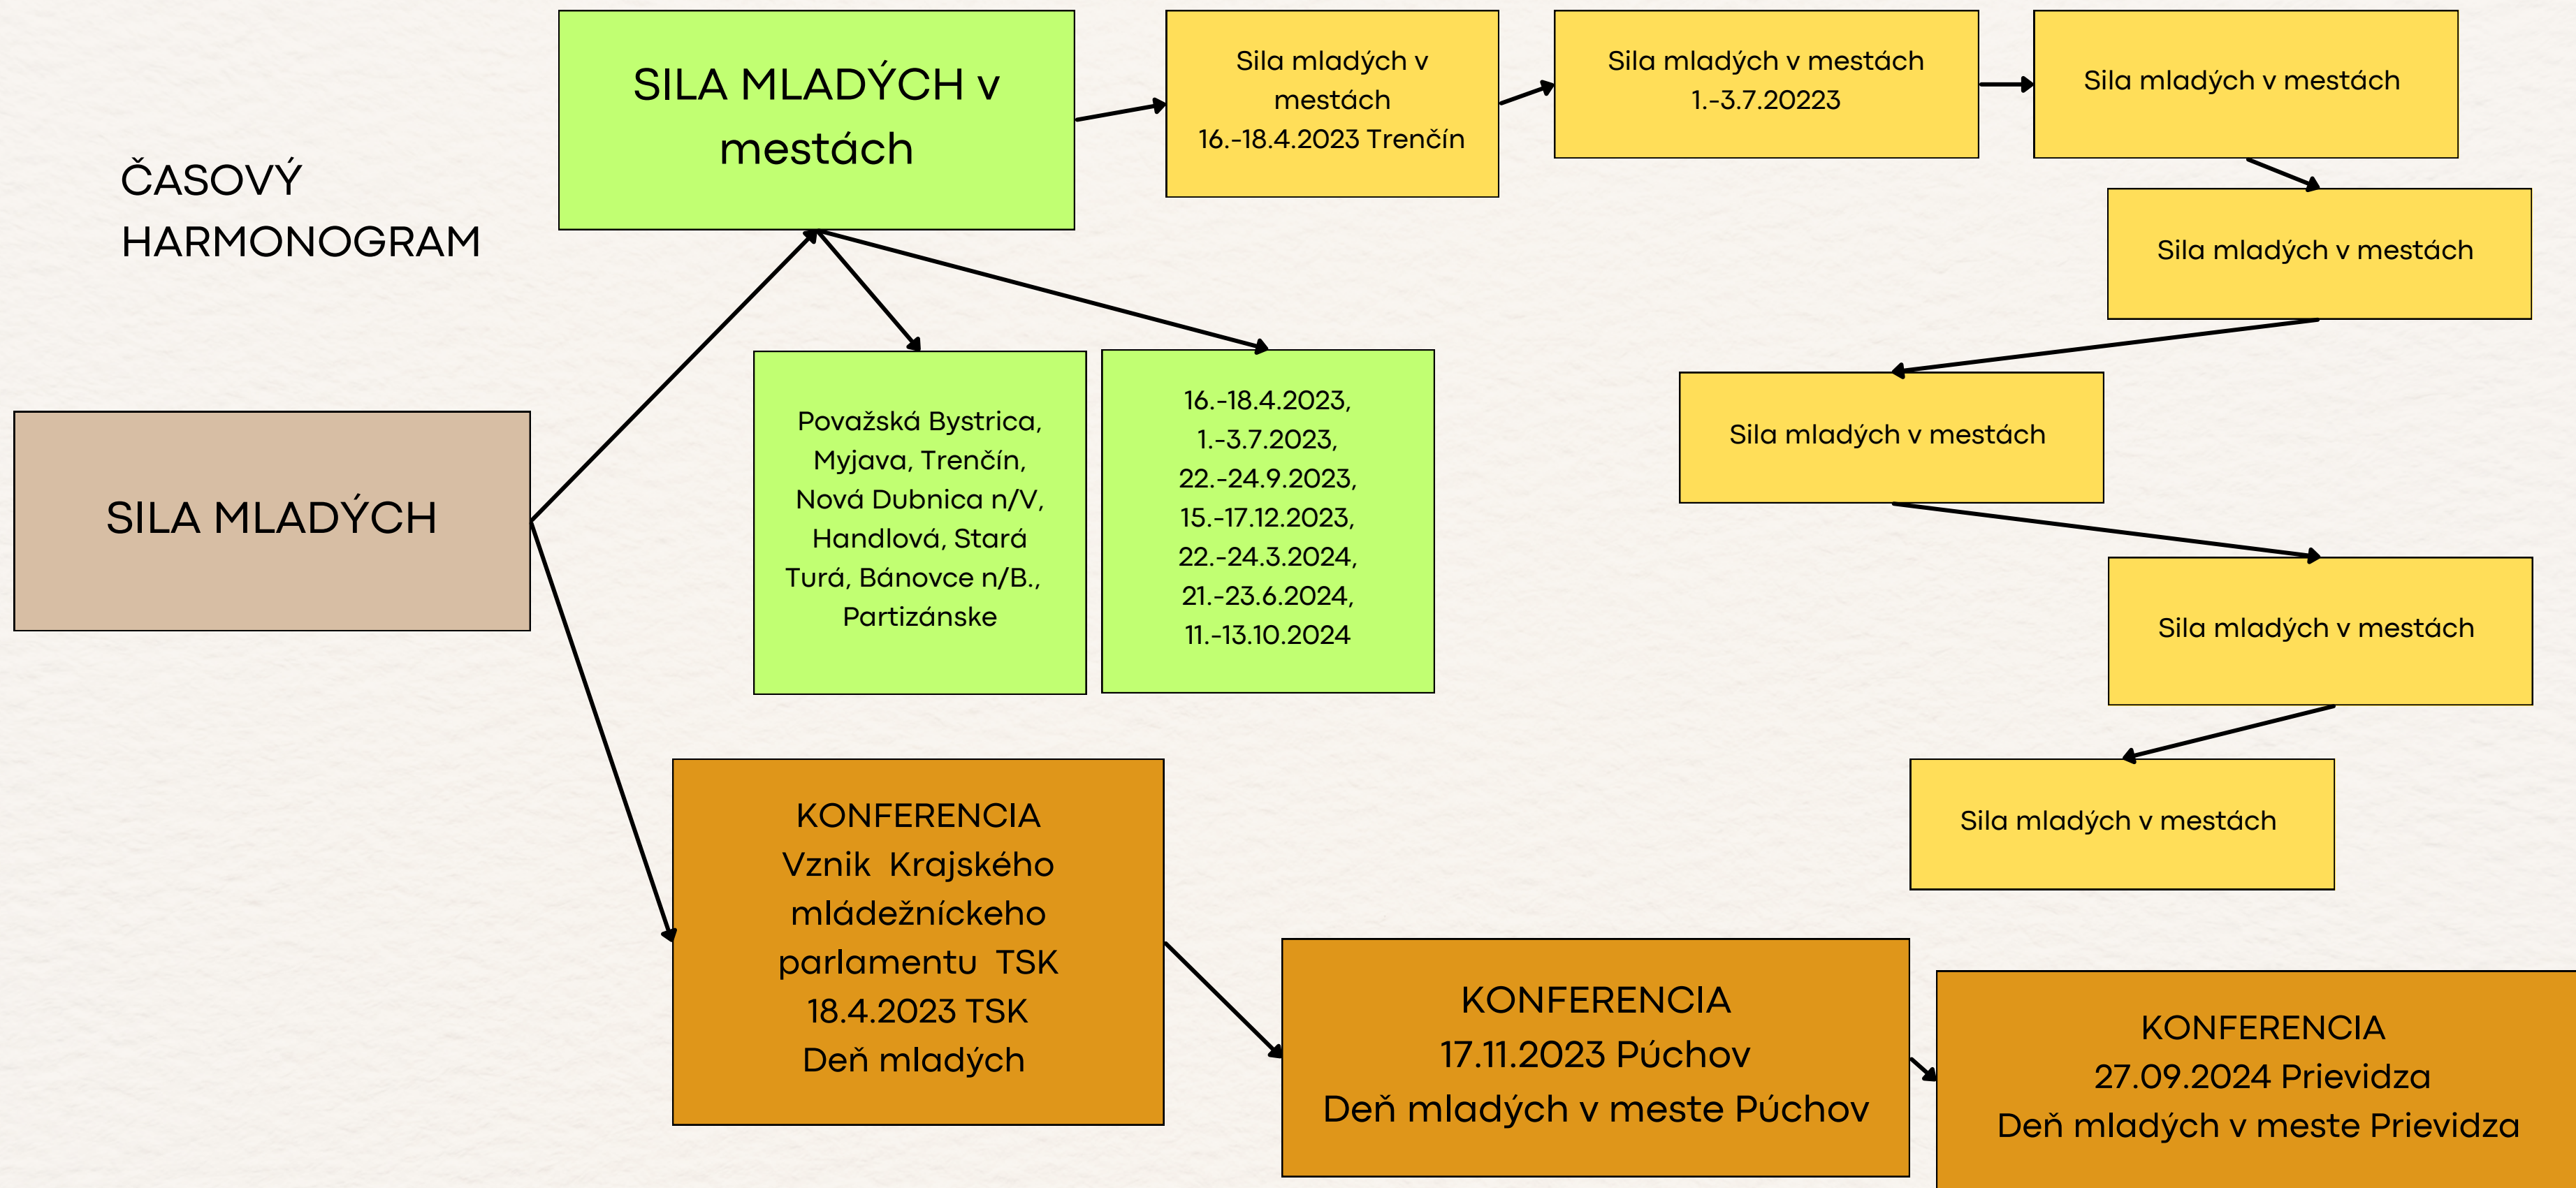 ČASOVÝ
HARMONOGRAM
SILA MLADÝCH
SILA MLADÝCH v
mestách
Sila mladých v
mestách
16.-18.4.2023 Trenčín
Sila mladých v mestách
1.-3.7.20223
Sila mladých v mestách
Sila mladých v mestách
Sila mladých v mestách
Sila mladých v mestách
Sila mladých v mestách
Považská Bystrica,
Myjava, Trenčín,
Nová Dubnica n/V,
Handlová, Stará
Turá, Bánovce n/B.,
Partizánske
16.-18.4.2023,
1.-3.7.2023,
22.-24.9.2023,
15.-17.12.2023,
22.-24.3.2024,
21.-23.6.2024,
11.-13.10.2024
KONFERENCIA
Vznik Krajského
mládežníckeho
parlamentu TSK
18.4.2023 TSK
Deň mladých
KONFERENCIA
17.11.2023 Púchov
Deň mladých v meste Púchov
KONFERENCIA
27.09.2024 Prievidza
Deň mladých v meste Prievidza